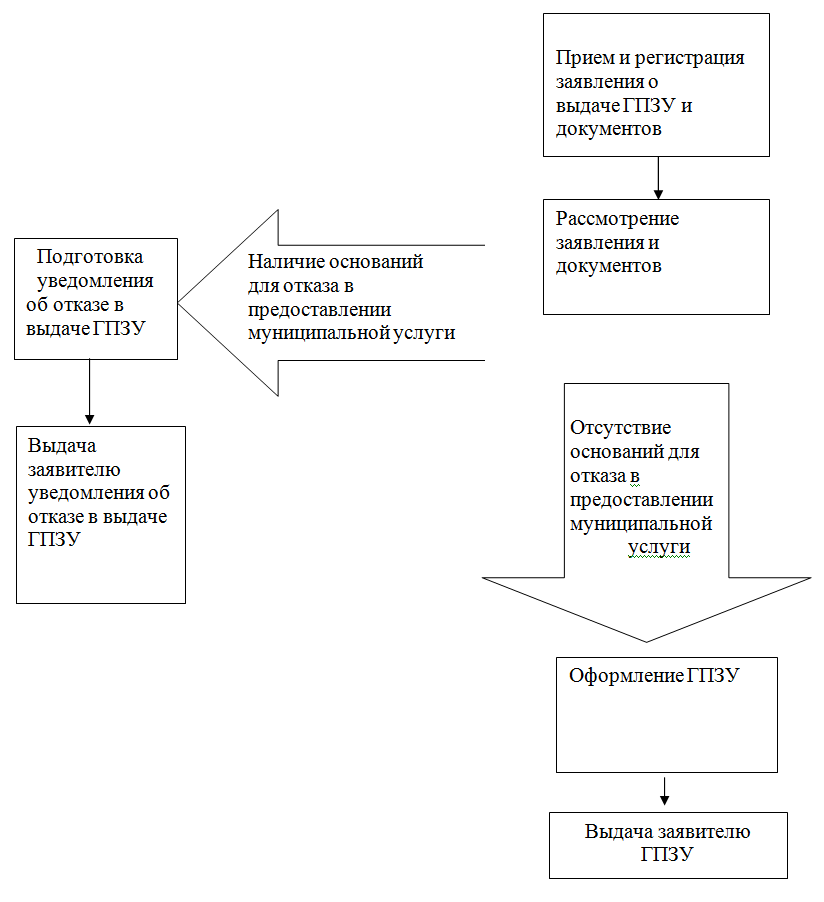 Прием и регистрация
заявления о
выдаче ГПЗУ и
документов
Рассмотрение
заявления и
документов
Наличие оснований
для отказа в
предоставлении
муниципальной услуги
Подготовка
уведомления
об отказе в
выдаче ГПЗУ
Выдача
заявителю
уведомления об
отказе в выдаче
ГПЗУ
Отсутствие
оснований для
отказа в
предоставлении
муниципальной
услуги
Оформление ГПЗУ
Выдача заявителю
ГПЗУ